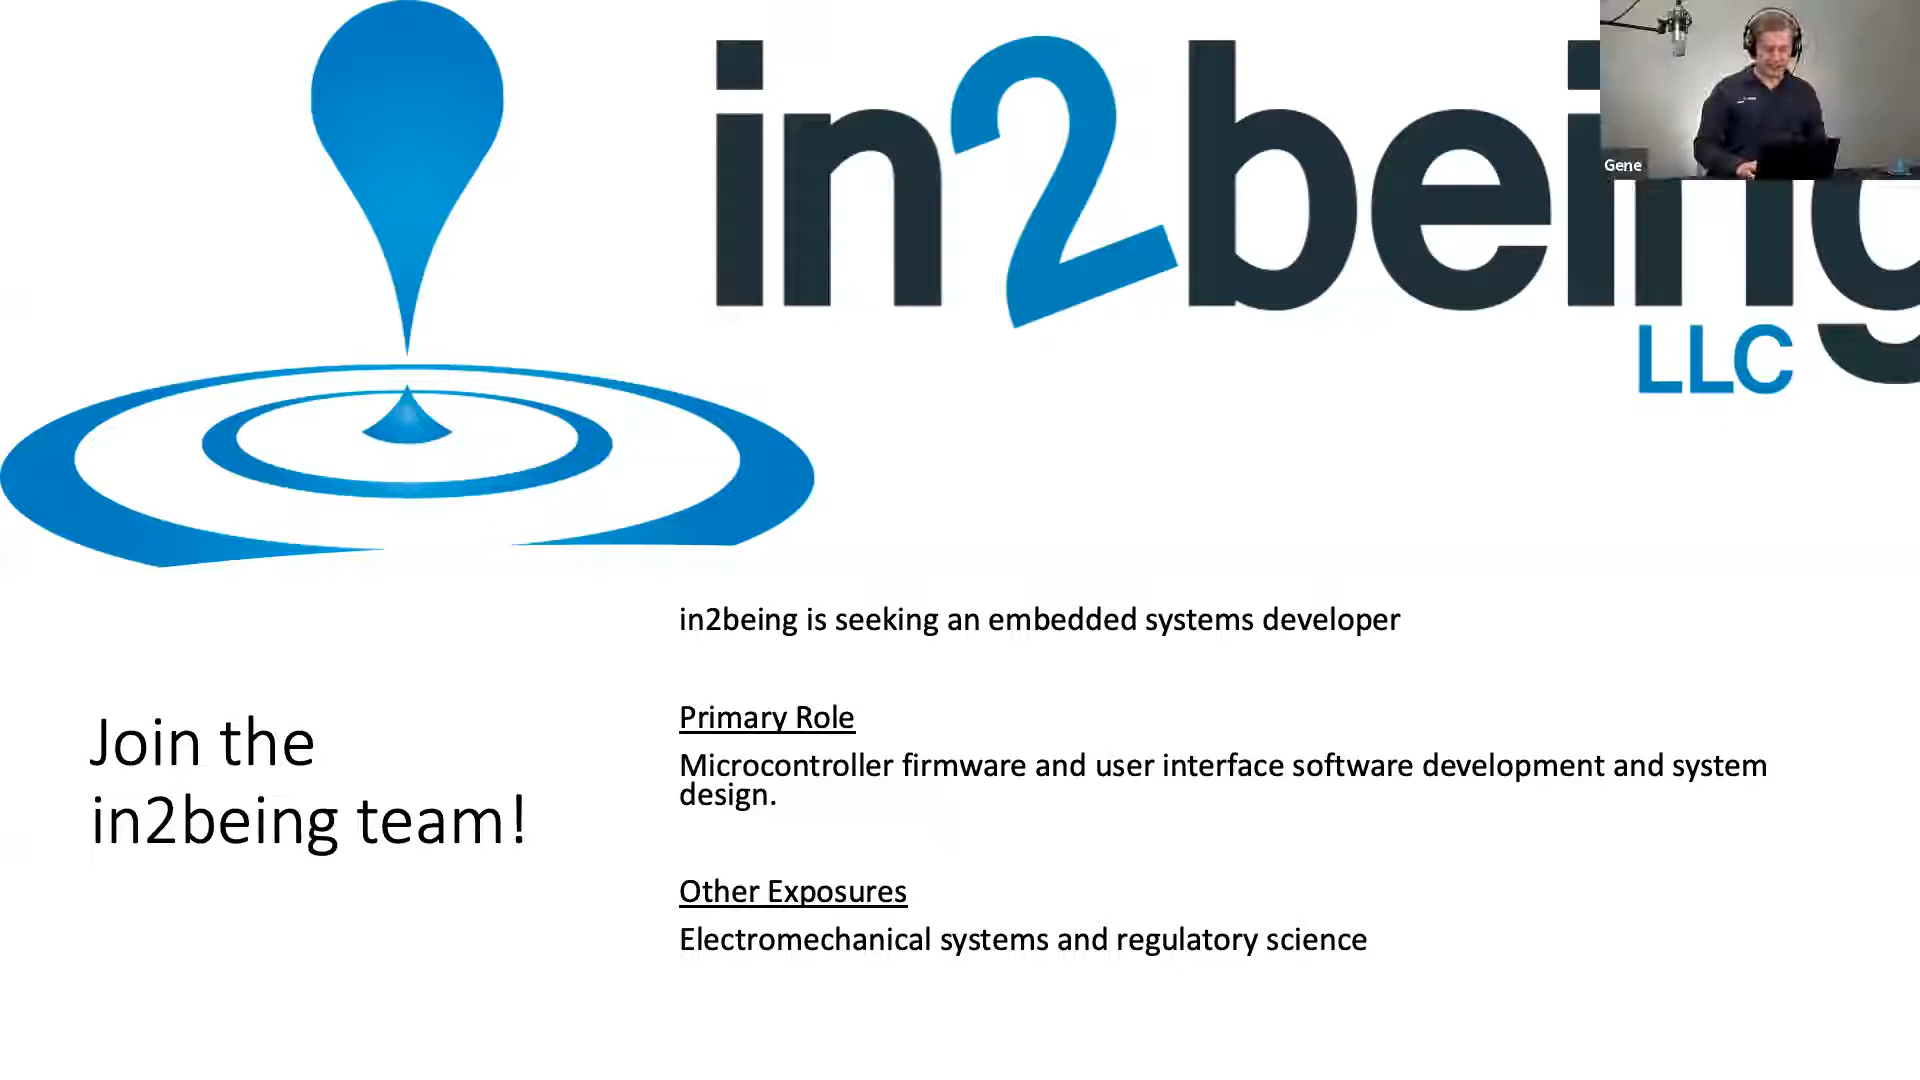 in2being
LLC
Gene
in2being is seeking an embedded systems developer
Join the
in2being team!
Primary Role
Microcontroller firmware and user interface software development and system
design.
Other Exposures
Electromechanical systems and regulatory science